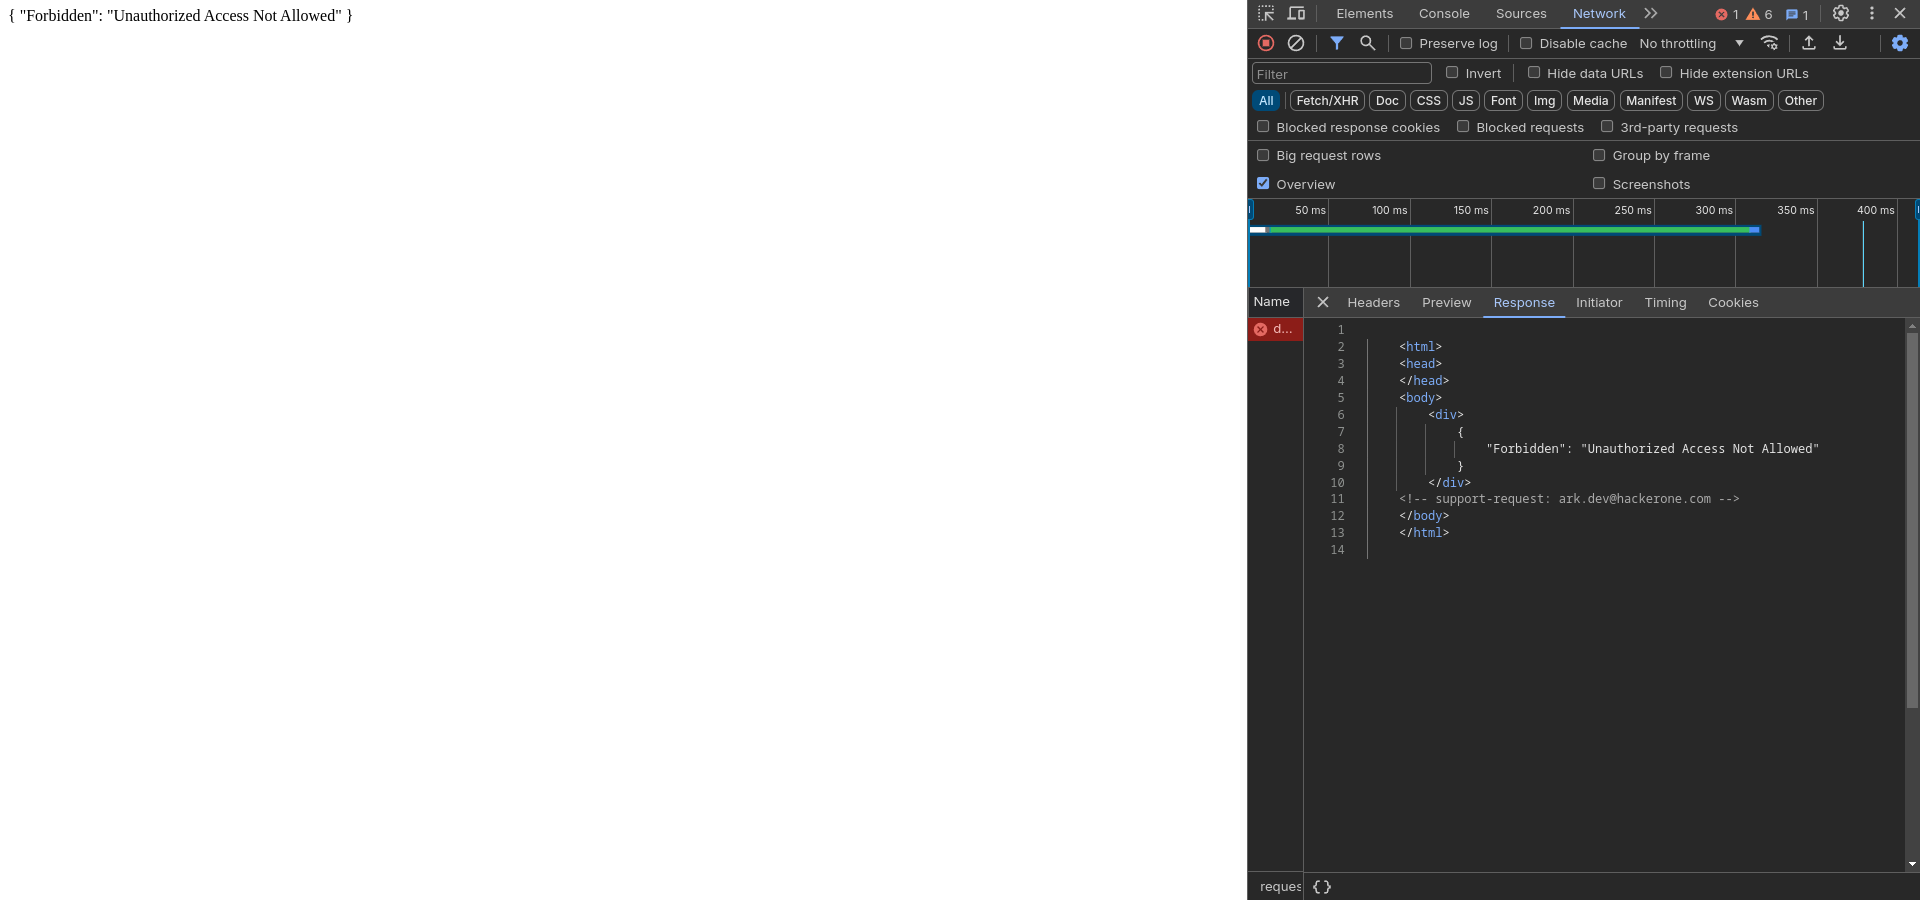 { "Forbidden": "Unauthorized Access Not Allowed" }
Elements Console Sources Network 1 6 1
Preserve log Disable cache No throttling
Filter Invert Hide data URLs Hide extension URLs
All Fetch/XHR Doc CSS JS Font Img Media Manifest WS Wasm Other
Blocked response cookies Blocked requests 3rd-party requests
Big request rows Group by frame
Overview Screenshots
50 ms 100 ms 150 ms 200 ms 250 ms 300 ms 350 ms 400 ms
Name Headers Preview Response Initiator Timing Cookies
d...
1
2 <html>
3 <head>
4 </head>
5 <body>
6 <div>
7 {
8 "Forbidden": "Unauthorized Access Not Allowed"
9 }
10 </div>
11 <!-- support-request: ark.dev@hackerone.com -->
12 </body>
13 </html>
14
reques {}